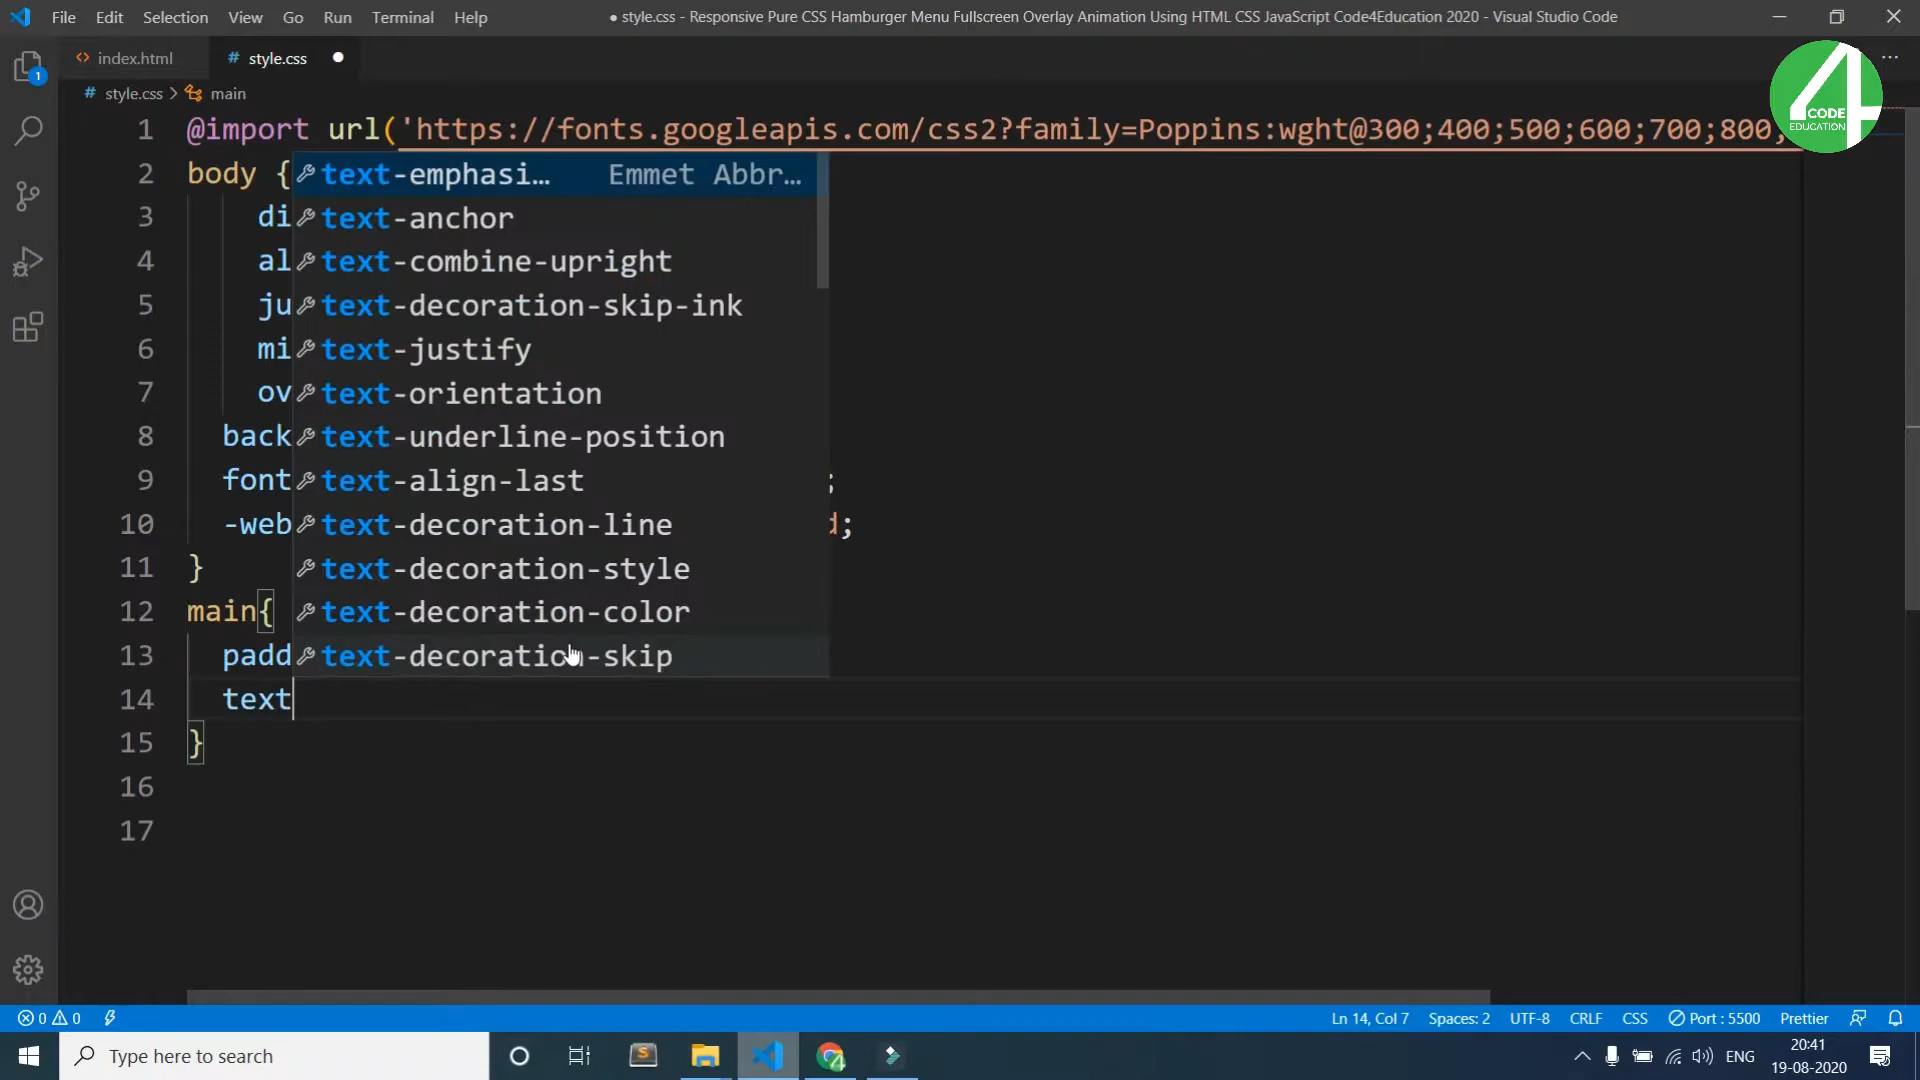 File Edit Selection View Go Run Terminal Help
● style.css - Responsive Pure CSS Hamburger Menu Fullscreen Overlay Animation Using HTML CSS JavaScript Code4Education 2020 - Visual Studio Code
index.html
# style.css ●
# style.css > main
4
CODE
EDUCATION
1
1 @import url('https://fonts.googleapis.com/css2?family=Poppins:wght@300;400;500;600;700;800;
2 body { text-emphasi… Emmet Abbr…
3 di text-anchor
4 al text-combine-upright
5 ju text-decoration-skip-ink
6 mi text-justify
7 ov text-orientation
8 back text-underline-position
9 font text-align-last ;
10 -web text-decoration-line d;
11 } text-decoration-style
12 main{ text-decoration-color
13 padd text-decoration-skip
14 text
15 }
16
17
0 0
Ln 14, Col 7 Spaces: 2 UTF-8 CRLF CSS Port : 5500 Prettier
Type here to search
ENG
20:41
19-08-2020